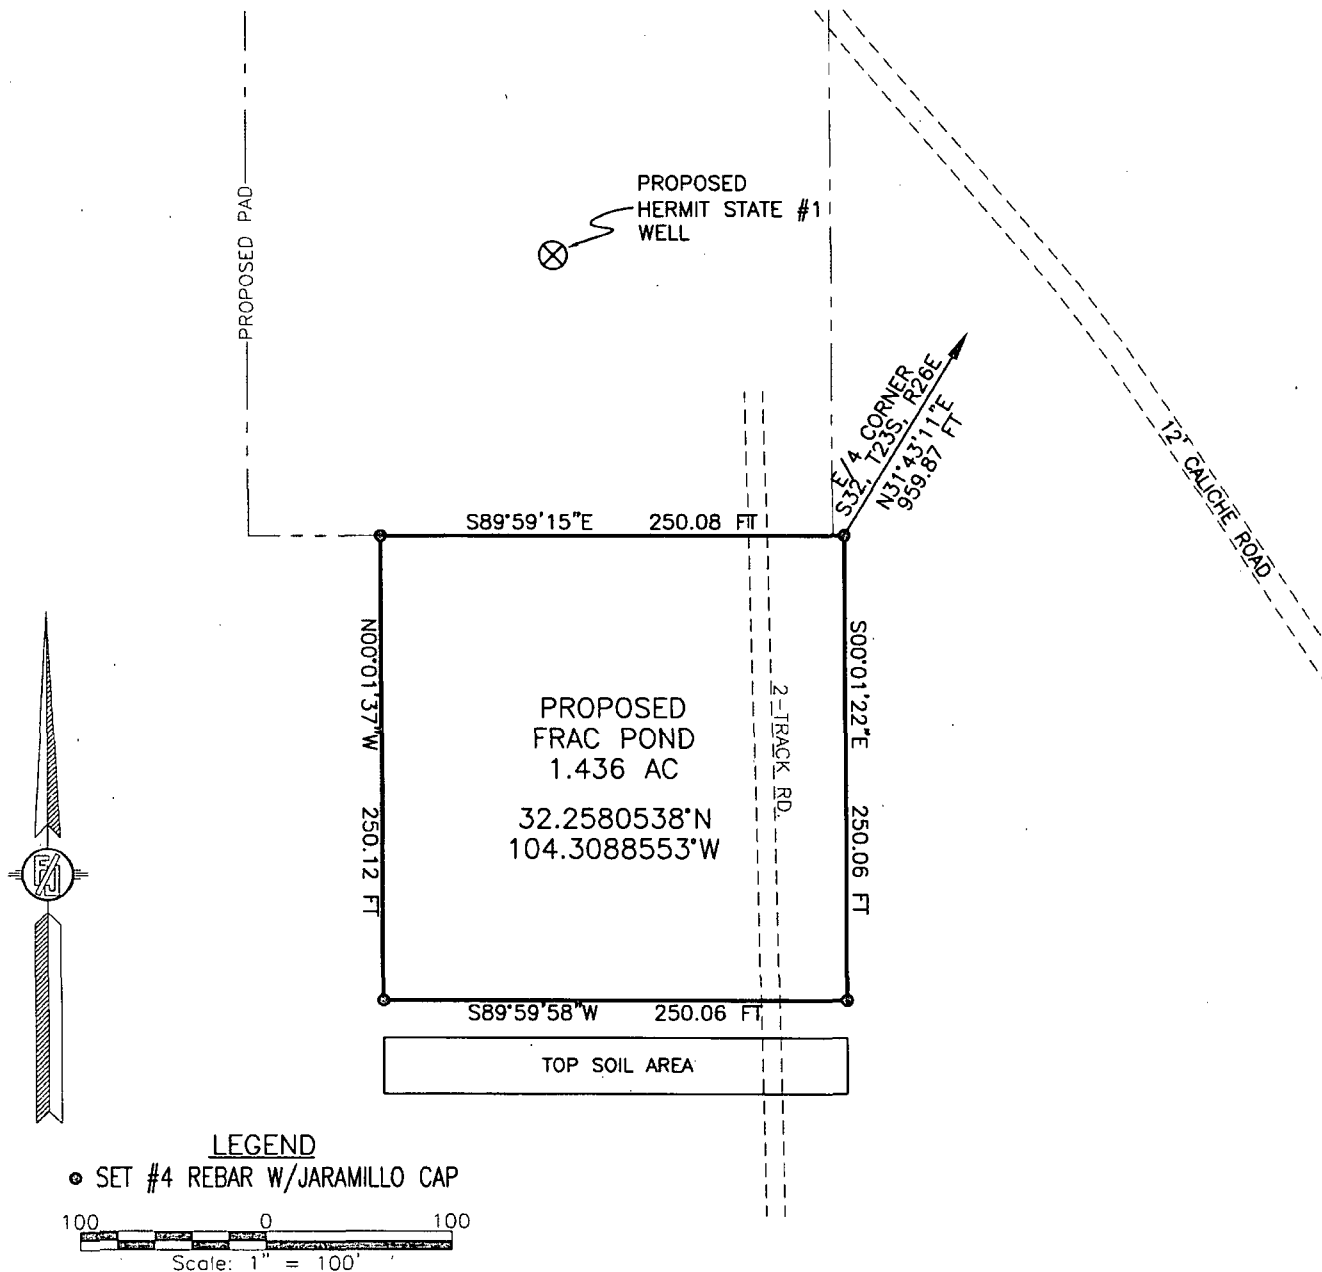 PROPOSED
HERMIT STATE #1
WELL
PROPOSED PAD
E/4 CORNER
S32, T23S, R26E
N31°43'11"E
959.87 FT
12' CALICHE ROAD
S89°59'15"E 250.08 FT
N00°01'37"W 250.12 FT
S00°01'22"E 250.06 FT
2-TRACK RD.
PROPOSED
FRAC POND
1.436 AC
32.2580538°N
104.3088553°W
S89°59'58"W 250.06 FT
TOP SOIL AREA
LEGEND
SET #4 REBAR W/JARAMILLO CAP
100 0 100
Scale: 1" = 100'